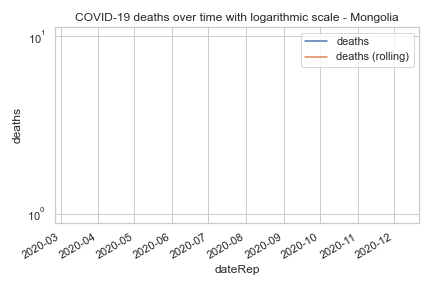 COVID-19 deaths over time with logarithmic scale - Mongolia
deaths
deaths (rolling)
10¹
10⁰
deaths
2020-03
2020-04
2020-05
2020-06
2020-07
2020-08
2020-09
2020-10
2020-11
2020-12
dateRep